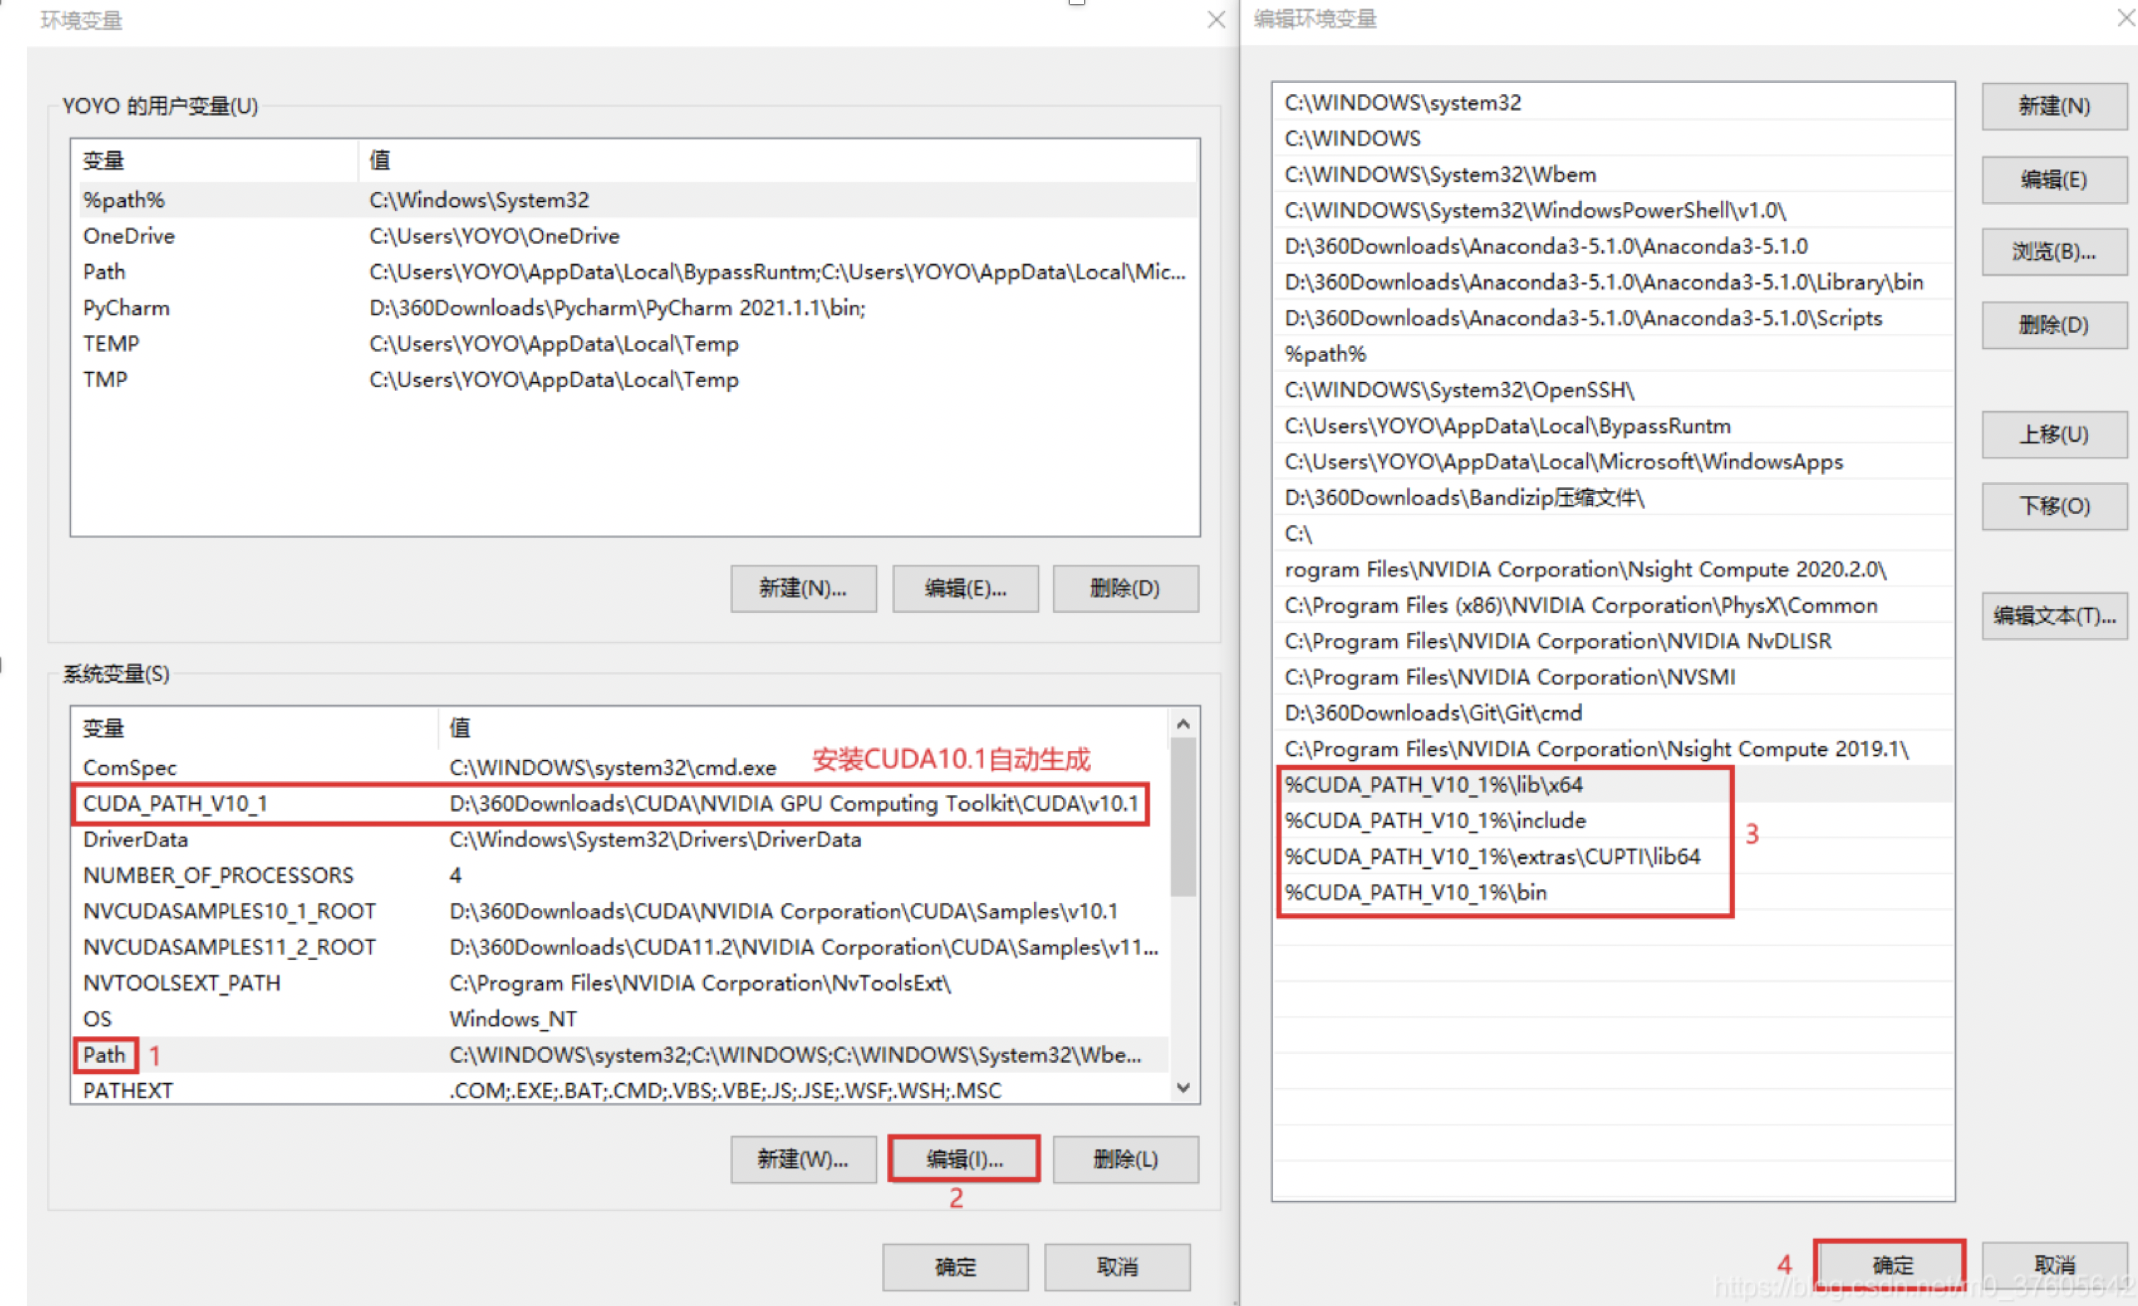 环境变量
YOYO 的用户变量(U)
变量 值
%path% C:\Windows\System32
OneDrive C:\Users\YOYO\OneDrive
Path C:\Users\YOYO\AppData\Local\BypassRuntm;C:\Users\YOYO\AppData\Local\Mic...
PyCharm D:\360Downloads\Pycharm\PyCharm 2021.1.1\bin;
TEMP C:\Users\YOYO\AppData\Local\Temp
TMP C:\Users\YOYO\AppData\Local\Temp
新建(N)... 编辑(E)... 删除(D)
系统变量(S)
变量 值
安装CUDA10.1自动生成
ComSpec C:\WINDOWS\system32\cmd.exe
CUDA_PATH_V10_1 D:\360Downloads\CUDA\NVIDIA GPU Computing Toolkit\CUDA\v10.1
DriverData C:\Windows\System32\Drivers\DriverData
NUMBER_OF_PROCESSORS 4
NVCUDASAMPLES10_1_ROOT D:\360Downloads\CUDA\NVIDIA Corporation\CUDA\Samples\v10.1
NVCUDASAMPLES11_2_ROOT D:\360Downloads\CUDA11.2\NVIDIA Corporation\CUDA\Samples\v11...
NVTOOLSEXT_PATH C:\Program Files\NVIDIA Corporation\NvToolsExt\
OS Windows_NT
Path 1 C:\WINDOWS\system32;C:\WINDOWS;C:\WINDOWS\System32\Wbe...
PATHEXT .COM;.EXE;.BAT;.CMD;.VBS;.VBE;.JS;.JSE;.WSF;.WSH;.MSC
新建(W)... 编辑(I)... 删除(L)
2
确定 取消
编辑环境变量
C:\WINDOWS\system32
C:\WINDOWS
C:\WINDOWS\System32\Wbem
C:\WINDOWS\System32\WindowsPowerShell\v1.0\
D:\360Downloads\Anaconda3-5.1.0\Anaconda3-5.1.0
D:\360Downloads\Anaconda3-5.1.0\Anaconda3-5.1.0\Library\bin
D:\360Downloads\Anaconda3-5.1.0\Anaconda3-5.1.0\Scripts
%path%
C:\WINDOWS\System32\OpenSSH\
C:\Users\YOYO\AppData\Local\BypassRuntm
C:\Users\YOYO\AppData\Local\Microsoft\WindowsApps
D:\360Downloads\Bandizip压缩文件\
C:\
rogram Files\NVIDIA Corporation\Nsight Compute 2020.2.0\
C:\Program Files (x86)\NVIDIA Corporation\PhysX\Common
C:\Program Files\NVIDIA Corporation\NVIDIA NvDLISR
C:\Program Files\NVIDIA Corporation\NVSMI
D:\360Downloads\Git\Git\cmd
C:\Program Files\NVIDIA Corporation\Nsight Compute 2019.1\
%CUDA_PATH_V10_1%\lib\x64
%CUDA_PATH_V10_1%\include
3
%CUDA_PATH_V10_1%\extras\CUPTI\lib64
%CUDA_PATH_V10_1%\bin
新建(N)
编辑(E)
浏览(B)...
删除(D)
上移(U)
下移(O)
编辑文本(T)...
4 确定 取消
https://blog.csdn.net/m0_37605642